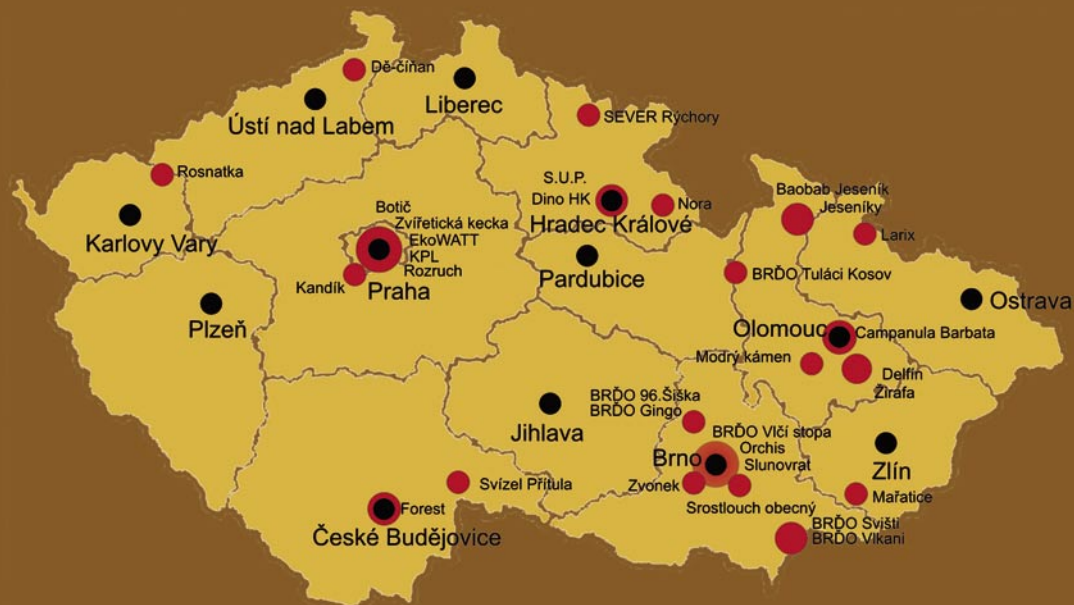 Dě-číňan
Liberec
Ústí nad Labem
SEVER Rýchory
Rosnatka
S.U.P.
Dino HK
Nora
Hradec Králové
Baobab Jeseník
Jeseníky
Larix
Karlovy Vary
Botič
Zvířetická kecka
EkoWATT
KPL
Rozruch
Kandík
Praha
Pardubice
BRĎO Tuláci Kosov
Ostrava
Plzeň
Olomouc
Campanula Barbata
Modrý kámen
Delfín
Žirafa
BRĎO 96.Šiška
BRĎO Gingo
Jihlava
BRĎO Vlčí stopa
Orchis
Slunovrat
Brno
Zlín
Zvonek
Srostlouch obecný
Svízel Přítula
Mařatice
Forest
České Budějovice
BRĎO Svišti
BRĎO Vlkani